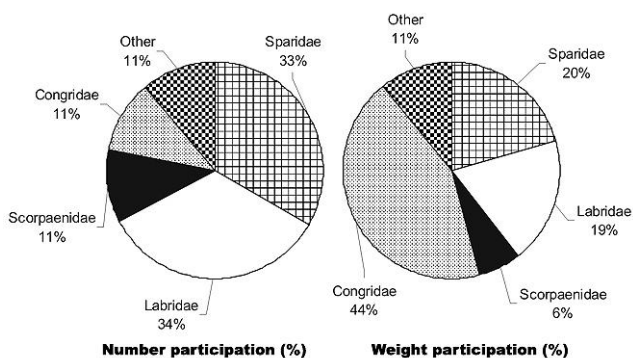 Other
11%
Sparidae
33%
Congridae
11%
Scorpaenidae
11%
Labridae
34%
Number participation (%)
Other
11%
Sparidae
20%
Labridae
19%
Scorpaenidae
6%
Congridae
44%
Weight participation (%)